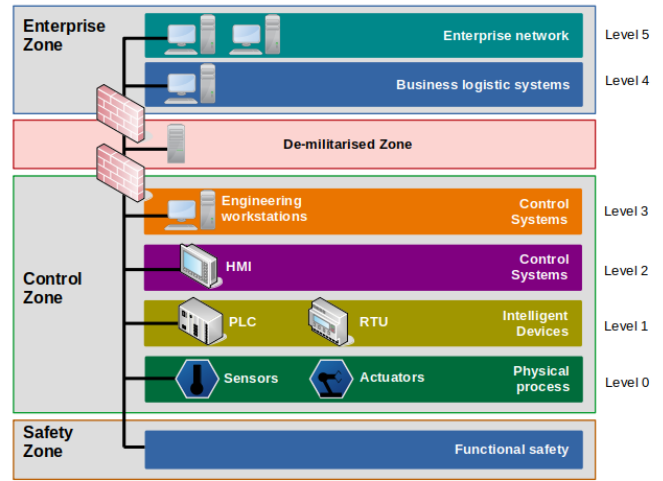 Enterprise
Zone
Enterprise network
Level 5
Business logistic systems
Level 4
De-militarised Zone
Control
Zone
Engineering
workstations
Control
Systems
Level 3
HMI
Control
Systems
Level 2
PLC
RTU
Intelligent
Devices
Level 1
Sensors
Actuators
Physical
process
Level 0
Safety
Zone
Functional safety